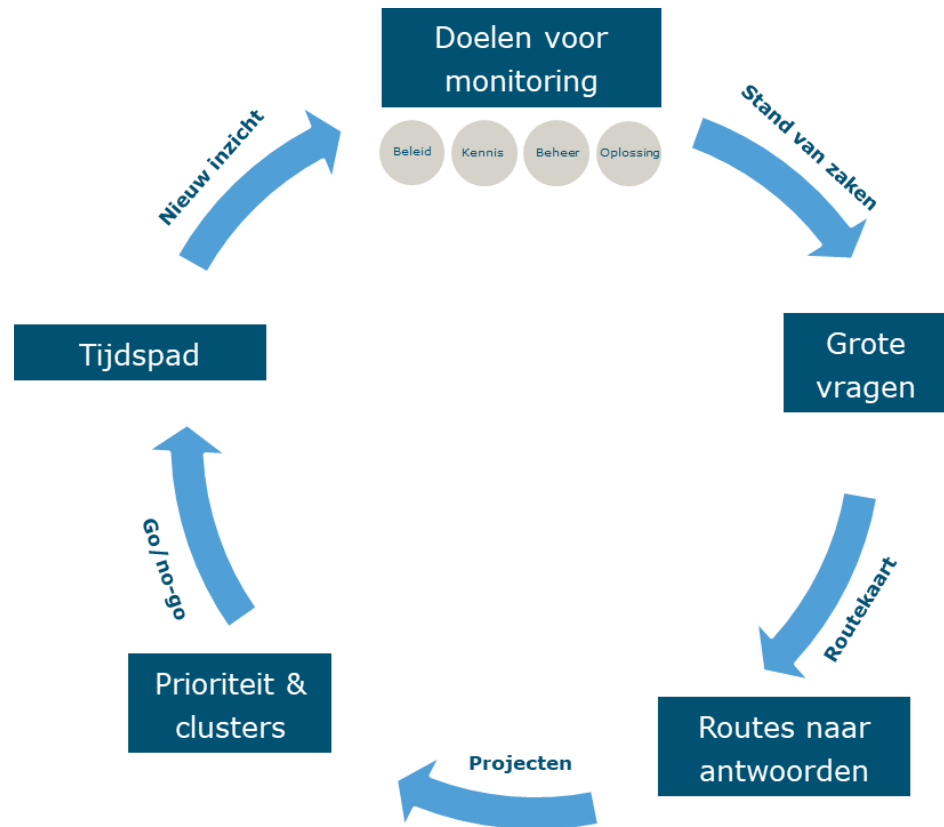 Doelen voor
monitoring
Beleid
Kennis
Beheer
Oplossing
Stand van zaken
Grote
vragen
Routekaart
Routes naar
antwoorden
Projecten
Prioriteit &
clusters
Go/no-go
Tijdspad
Nieuw inzicht